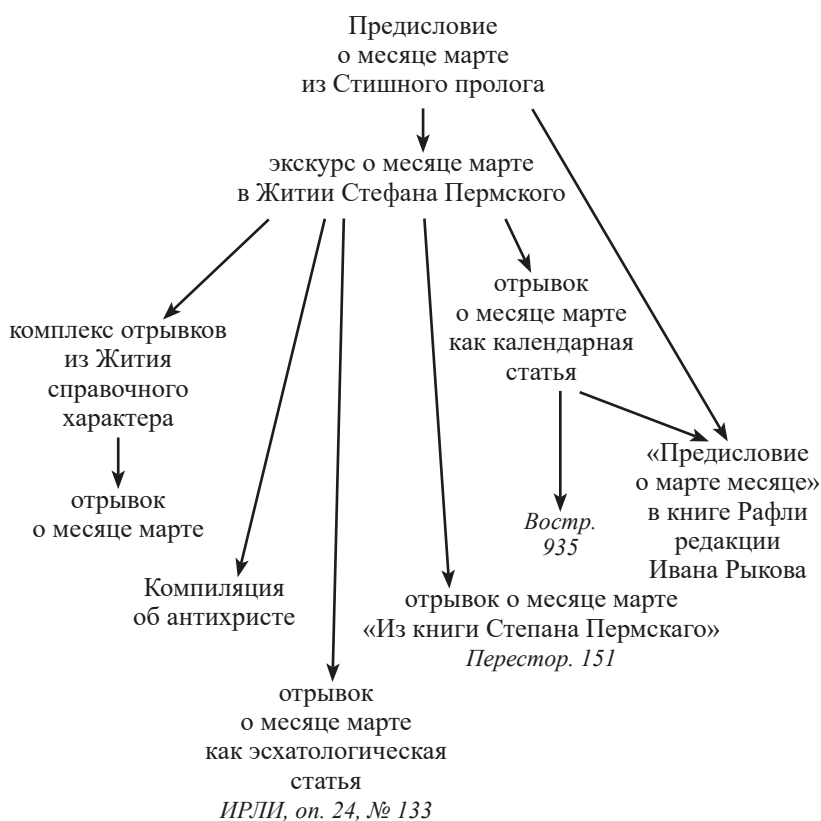 Предисловие
о месяце марте
из Стишного пролога
экскурс о месяце марте
в Житии Стефана Пермского
комплекс отрывков
из Жития
справочного
характера
отрывок
о месяце марте
Компиляция
об антихристе
отрывок
о месяце марте
как эсхатологическая
статья
ИРЛИ, оп. 24, № 133
отрывок о месяце марте
«Из книги Степана Пермскаго»
Перестор. 151
отрывок
о месяце марте
как календарная
статья
Востр.
935
«Предисловие
о марте месяце»
в книге Рафли
редакции
Ивана Рыкова